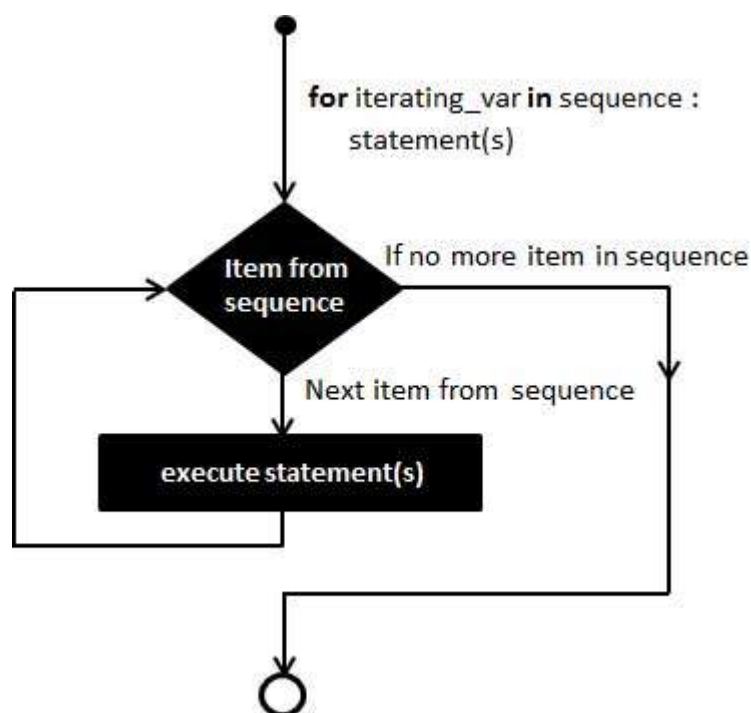 for iterating_var in sequence :
statement(s)
If no more item in sequence
Item from
sequence
Next item from sequence
execute statement(s)